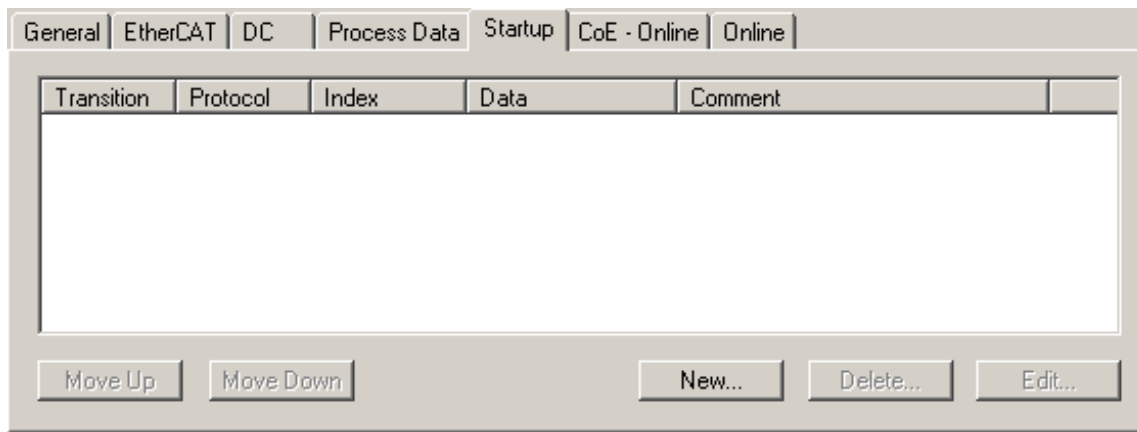 General EtherCAT DC Process Data Startup CoE - Online Online
Transition Protocol Index Data Comment
Move Up Move Down New... Delete... Edit...